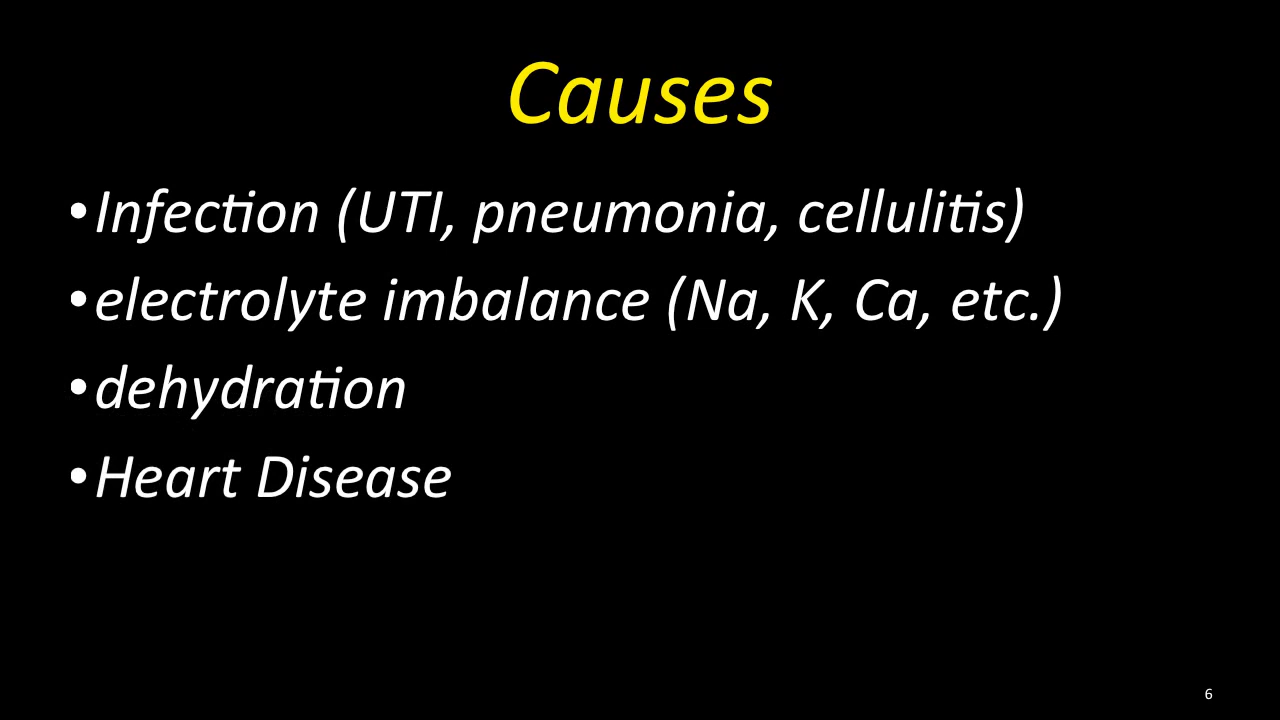 Causes
•Infection (UTI, pneumonia, cellulitis)
•electrolyte imbalance (Na, K, Ca, etc.)
•dehydration
•Heart Disease
6